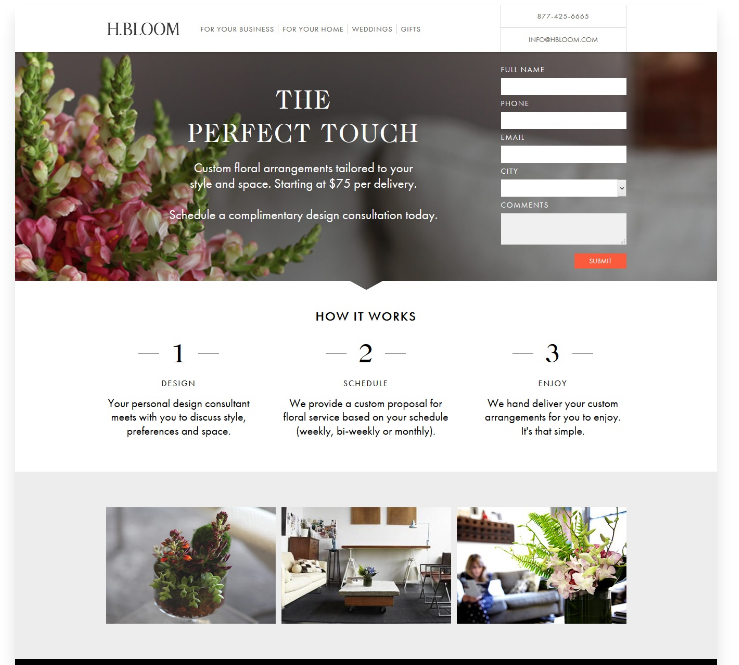 H.BLOOM
FOR YOUR BUSINESS
FOR YOUR HOME
WEDDINGS
GIFTS
877-425-6665
INFO@HBLOOM.COM
THE
PERFECT TOUCH
Custom floral arrangements tailored to your
style and space. Starting at $75 per delivery.
Schedule a complimentary design consultation today.
FULL NAME
PHONE
EMAIL
CITY
COMMENTS
SUBMIT
HOW IT WORKS
1
DESIGN
Your personal design consultant
meets with you to discuss style,
preferences and space.
2
SCHEDULE
We provide a custom proposal for
floral service based on your schedule
(weekly, bi-weekly or monthly).
3
ENJOY
We hand deliver your custom
arrangements for you to enjoy.
It's that simple.